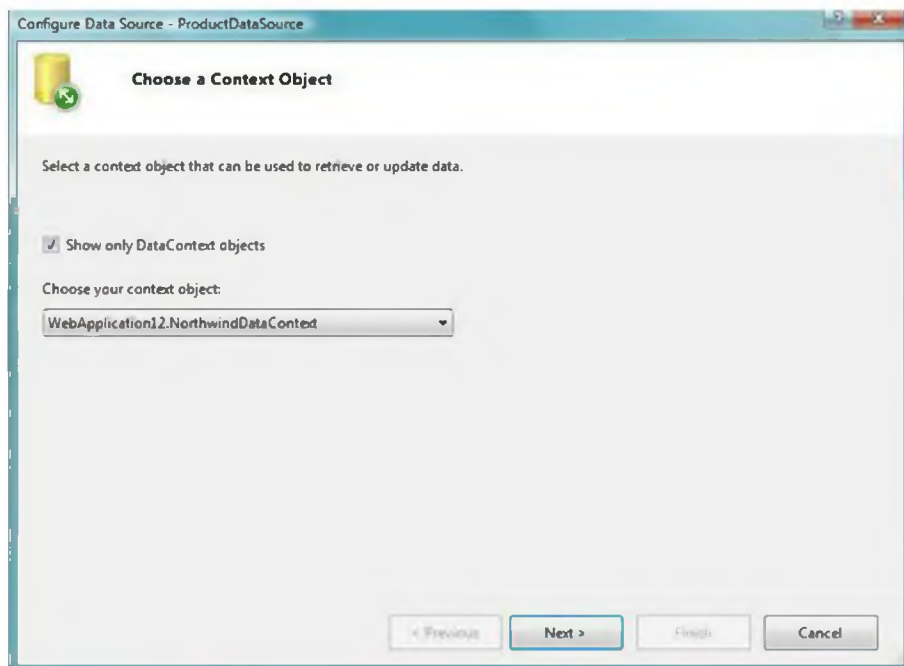 Configure Data Source - ProductDataSource
Choose a Context Object
Select a context object that can be used to retrieve or update data.
Show only DataContext objects
Choose your context object:
WebApplication12.NorthwindDataContext
< Previous
Next >
Finish
Cancel